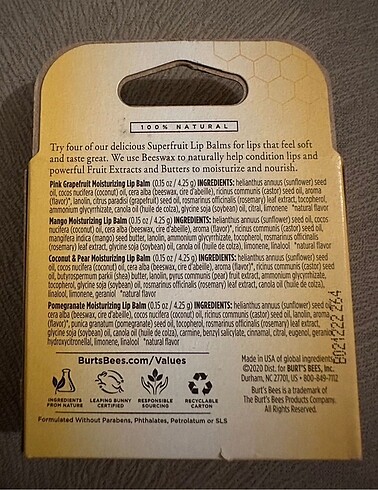 100% NATURAL
Try four of our delicious Superfruit Lip Balms for lips that feel soft
and taste great. We use Beeswax to naturally help condition lips and
powerful Fruit Extracts and Butters to moisturize and nourish.
Pink Grapefruit Moisturizing Lip Balm (0.15 oz / 4.25 g) INGREDIENTS: helianthus annuus (sunflower) seed
oil, cocos nucifera (coconut) oil, cera alba (beeswax, cire d'abeille), ricinus communis (castor) seed oil, aroma
(flavor)*, lanolin, citrus paradisi (grapefruit) seed oil, rosmarinus officinalis (rosemary) leaf extract, tocopherol,
ammonium glycyrrhizate, canola oil (huile de colza), glycine soja (soybean) oil, citral, limonene *natural flavor
Mango Moisturizing Lip Balm (0.15 oz / 4.25 g) INGREDIENTS: helianthus annuus (sunflower) seed oil, cocos
nucifera (coconut) oil, cera alba (beeswax, cire d'abeille), aroma (flavor)*, ricinus communis (castor) seed oil,
mangifera indica (mango) seed butter, lanolin, ammonium glycyrrhizate, tocopherol, rosmarinus officinalis
(rosemary) leaf extract, glycine soja (soybean) oil, canola oil (huile de colza), limonene, linalool *natural flavor
Coconut & Pear Moisturizing Lip Balm (0.15 oz / 4.25 g) INGREDIENTS: helianthus annuus (sunflower) seed
oil, cocos nucifera (coconut) oil, cera alba (beeswax, cire d'abeille), aroma (flavor)*, ricinus communis (castor) seed
oil, butyrospermum parkii (shea) butter, lanolin, pyrus communis (pear) fruit extract, ammonium glycyrrhizate,
tocopherol, glycine soja (soybean) oil, rosmarinus officinalis (rosemary) leaf extract, canola oil (huile de colza),
linalool, limonene, geraniol *natural flavor
Pomegranate Moisturizing Lip Balm (0.15 oz / 4.25 g) INGREDIENTS: helianthus annuus (sunflower) seed oil,
cera alba (beeswax, cire d'abeille), cocos nucifera (coconut) oil, ricinus communis (castor) seed oil, lanolin, aroma
(flavor)*, punica granatum (pomegranate) seed oil, tocopherol, rosmarinus officinalis (rosemary) leaf extract,
glycine soja (soybean) oil, canola oil (huile de colza), carmine, benzyl salicylate, cinnamal, citral, eugenol, geraniol,
hydroxycitronellal, limonene, linalool *natural flavor
BurtsBees.com/Values
INGREDIENTS
FROM NATURE
LEAPING BUNNY
CERTIFIED
RESPONSIBLE
SOURCING
RECYCLABLE
CARTON
Formulated Without Parabens, Phthalates, Petrolatum or SLS
Made in USA of global ingredients
©2020 Dist. for BURT'S BEES, Inc.
Durham, NC 27701, US • 800-849-7112
Burt's Bees is a trademark of
The Burt's Bees Products Company.
All Rights Reserved.